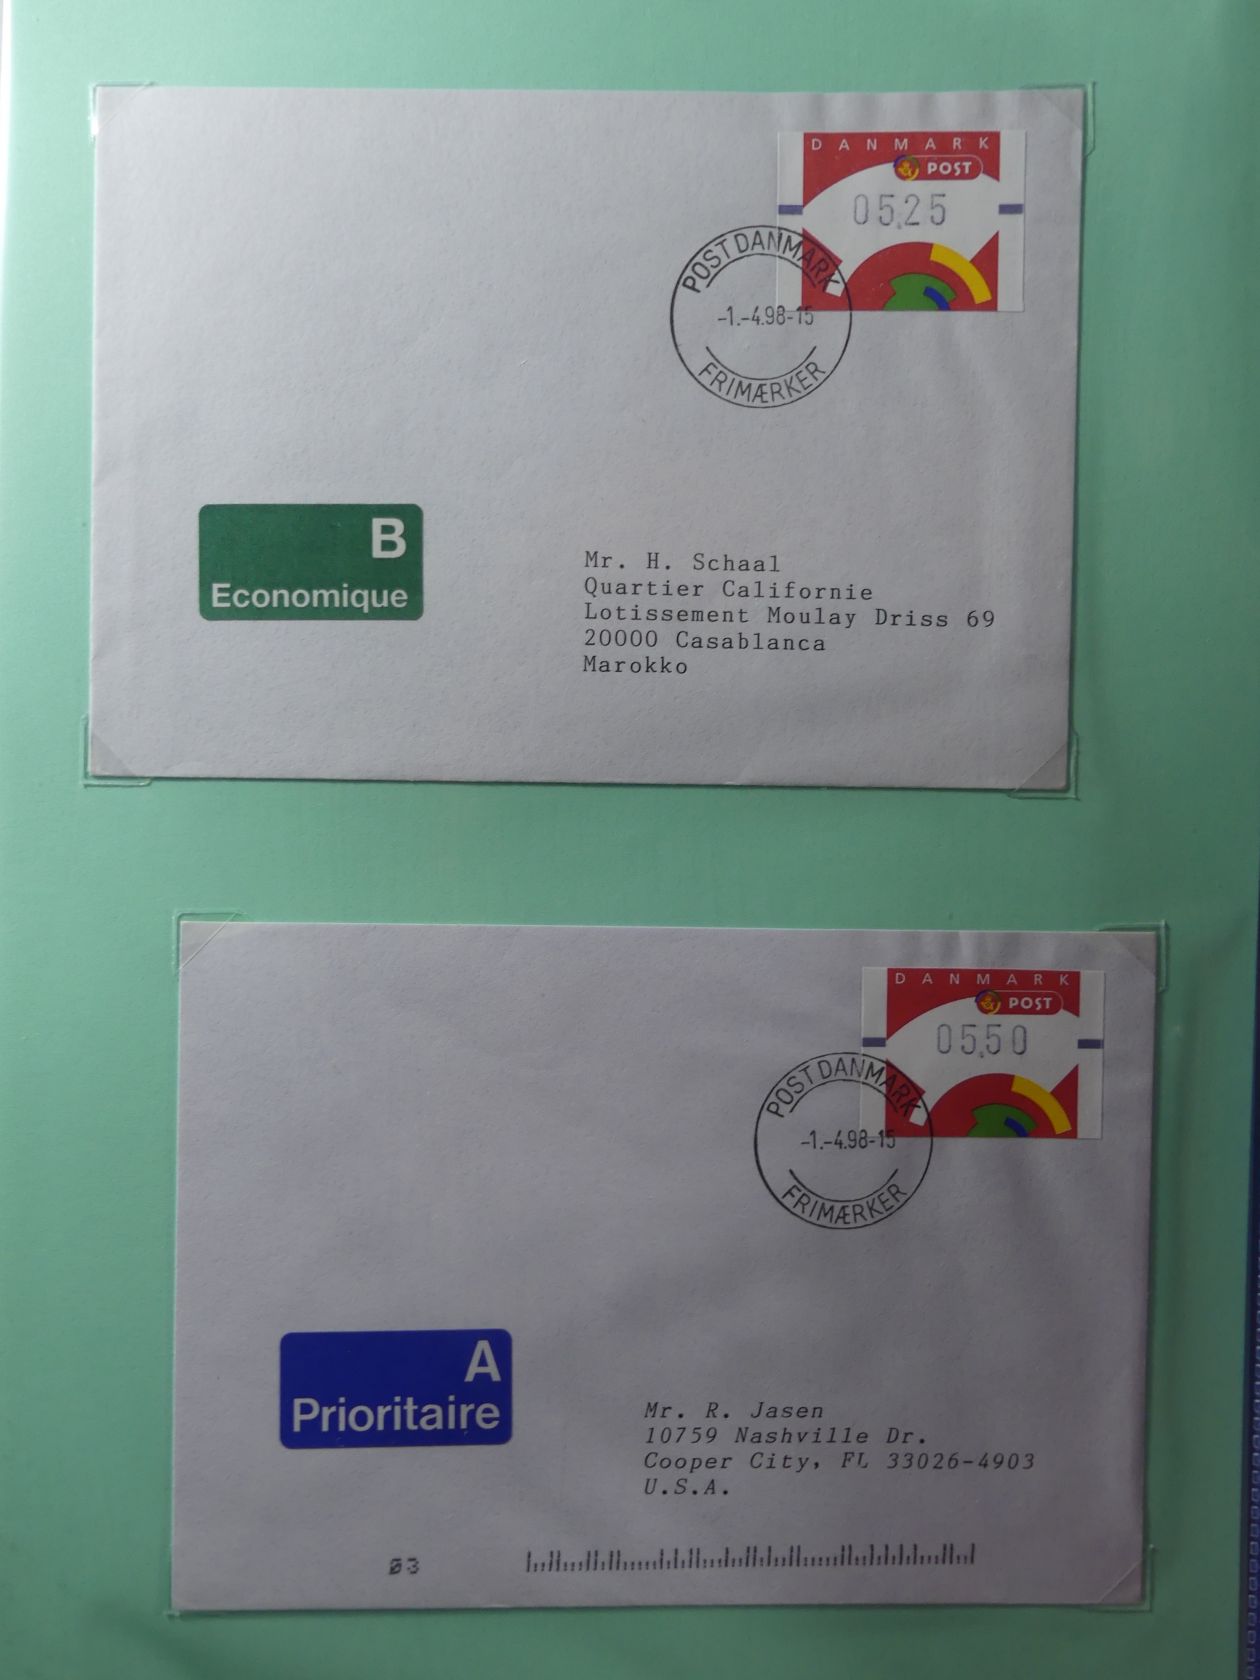 DANMARK
POST
05.25
POST DANMARK
-1.-4.98-15
FRIMÆRKER
B
Economique
Mr. H. Schaal
Quartier Californie
Lotissement Moulay Driss 69
20000 Casablanca
Marokko
DANMARK
POST
05.50
POST DANMARK
-1.-4.98-15
FRIMÆRKER
A
Prioritaire
Mr. R. Jasen
10759 Nashville Dr.
Cooper City, FL 33026-4903
U.S.A.
03